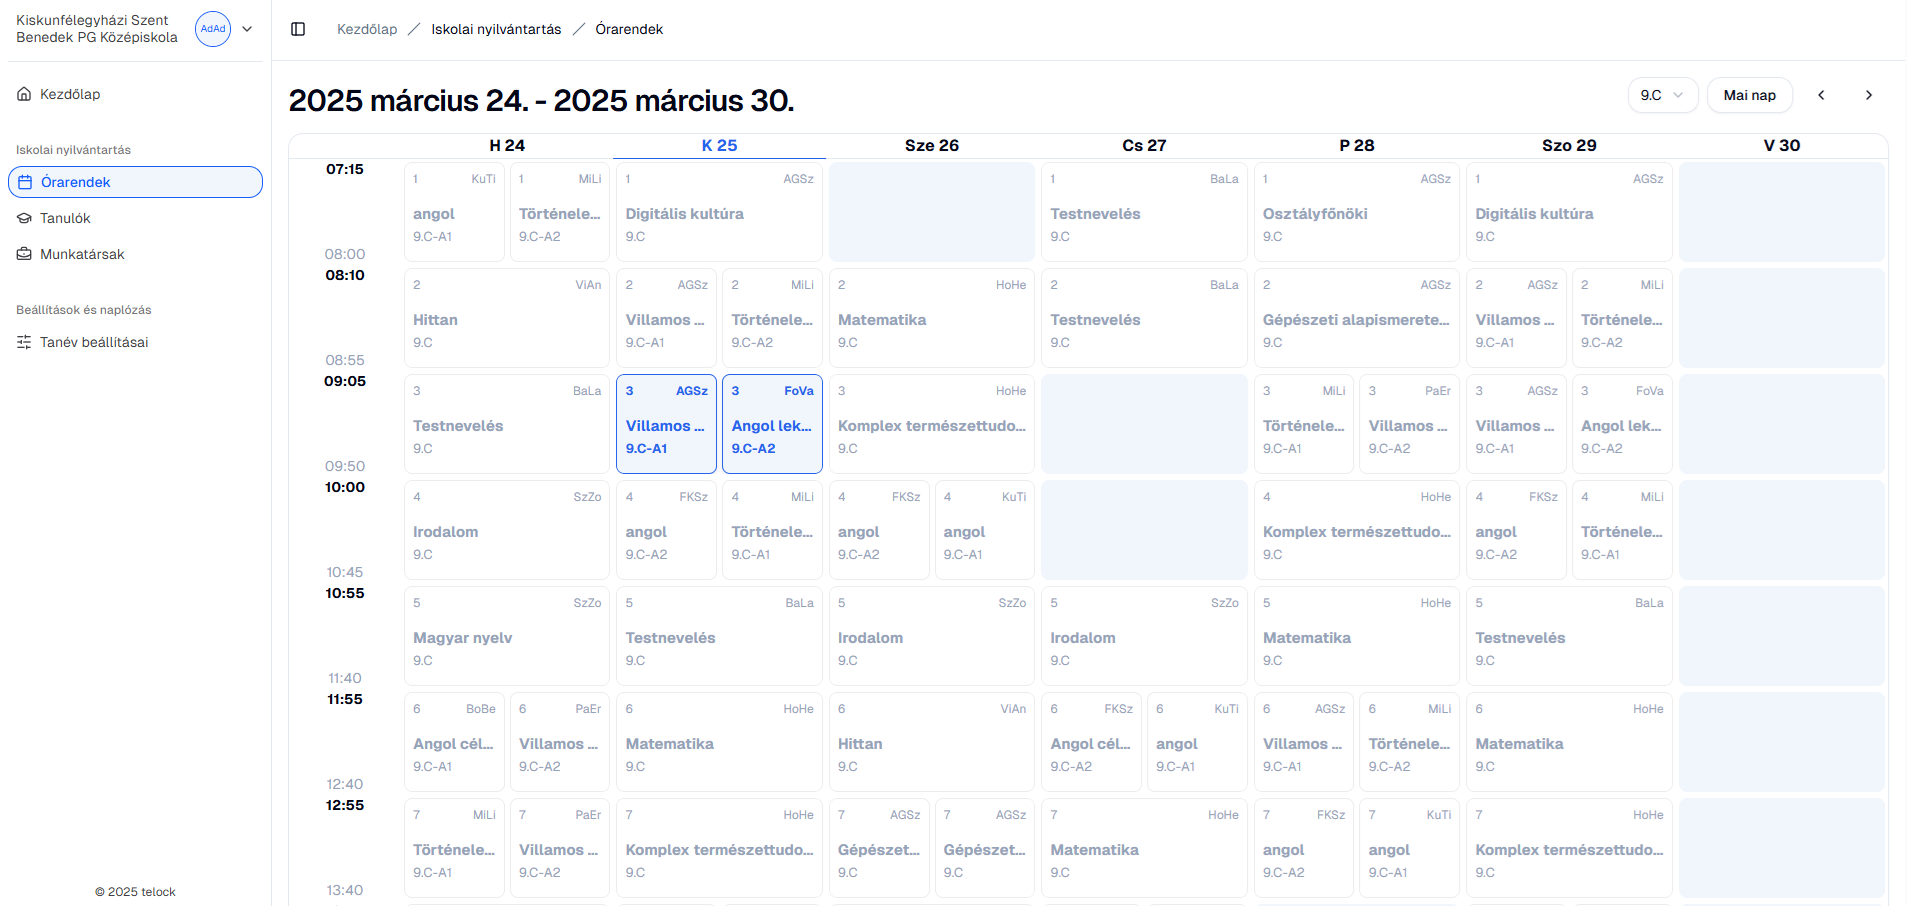 Kiskunfélegyházi Szent
Benedek PG Középiskola
AdAd
Kezdőlap
Iskolai nyilvántartás
Órarendek
Tanulók
Munkatársak
Beállítások és naplózás
Tanév beállításai
© 2025 telock
Kezdőlap / Iskolai nyilvántartás / Órarendek
2025 március 24. - 2025 március 30.
9.C
Mai nap
H 24 K 25 Sze 26 Cs 27 P 28 Szo 29 V 30
07:15
1 KuTi 1 MiLi 1 AGSz 1 BaLa 1 AGSz 1 AGSz
angol Történele... Digitális kultúra Testnevelés Osztályfőnöki Digitális kultúra
9.C-A1 9.C-A2 9.C 9.C 9.C 9.C
08:00
08:10
2 ViAn 2 AGSz 2 MiLi 2 HoHe 2 BaLa 2 AGSz 2 AGSz 2 MiLi
Hittan Villamos ... Történele... Matematika Testnevelés Gépészeti alapismerete... Villamos ... Történele...
9.C 9.C-A1 9.C-A2 9.C 9.C 9.C 9.C-A1 9.C-A2
08:55
09:05
3 BaLa 3 AGSz 3 FoVa 3 HoHe 3 MiLi 3 PaEr 3 AGSz 3 FoVa
Testnevelés Villamos ... Angol lek... Komplex természettudo... Történele... Villamos ... Villamos ... Angol lek...
9.C 9.C-A1 9.C-A2 9.C 9.C-A1 9.C-A2 9.C-A1 9.C-A2
09:50
10:00
4 SzZo 4 FKSz 4 MiLi 4 FKSz 4 KuTi 4 HoHe 4 FKSz 4 MiLi
Irodalom angol Történele... angol angol Komplex természettudo... angol Történele...
9.C 9.C-A2 9.C-A1 9.C-A2 9.C-A1 9.C 9.C-A2 9.C-A1
10:45
10:55
5 SzZo 5 BaLa 5 SzZo 5 SzZo 5 HoHe 5 BaLa
Magyar nyelv Testnevelés Irodalom Irodalom Matematika Testnevelés
9.C 9.C 9.C 9.C 9.C 9.C
11:40
11:55
6 BoBe 6 PaEr 6 HoHe 6 ViAn 6 FKSz 6 KuTi 6 AGSz 6 MiLi 6 HoHe
Angol cél... Villamos ... Matematika Hittan Angol cél... angol Villamos ... Történele... Matematika
9.C-A1 9.C-A2 9.C 9.C 9.C-A2 9.C-A1 9.C-A1 9.C-A2 9.C
12:40
12:55
7 MiLi 7 PaEr 7 HoHe 7 AGSz 7 AGSz 7 HoHe 7 FKSz 7 KuTi 7 HoHe
Történele... Villamos ... Komplex természettudo... Gépészet... Gépészet... Matematika angol angol Komplex természettudo...
9.C-A1 9.C-A2 9.C 9.C 9.C 9.C 9.C-A2 9.C-A1 9.C
13:40